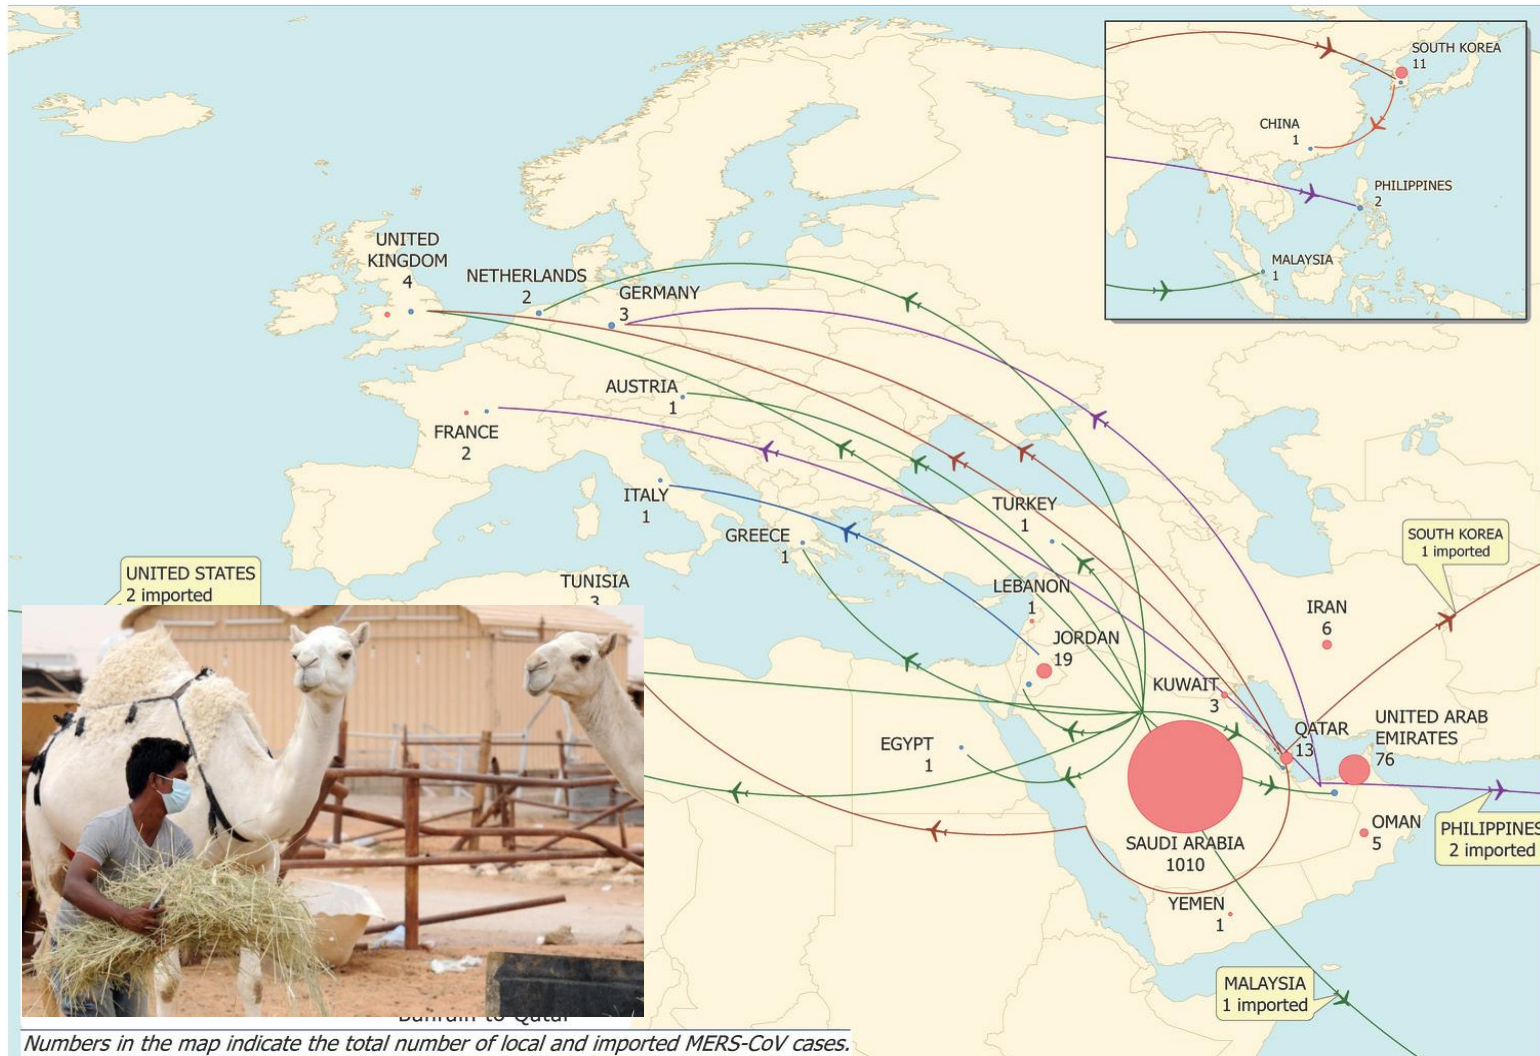 SOUTH KOREA
11
CHINA
1
PHILIPPINES
2
MALAYSIA
1
UNITED
KINGDOM
4
NETHERLANDS
2
GERMANY
3
AUSTRIA
1
FRANCE
2
ITALY
1
GREECE
1
TURKEY
1
UNITED STATES
2 imported
TUNISIA
3
LEBANON
1
JORDAN
19
SOUTH KOREA
1 imported
IRAN
6
KUWAIT
3
QATAR
13
UNITED ARAB
EMIRATES
76
EGYPT
1
SAUDI ARABIA
1010
OMAN
5
PHILIPPINES
2 imported
YEMEN
1
MALAYSIA
1 imported
Bahrain to Qatar
Numbers in the map indicate the total number of local and imported MERS-CoV cases.